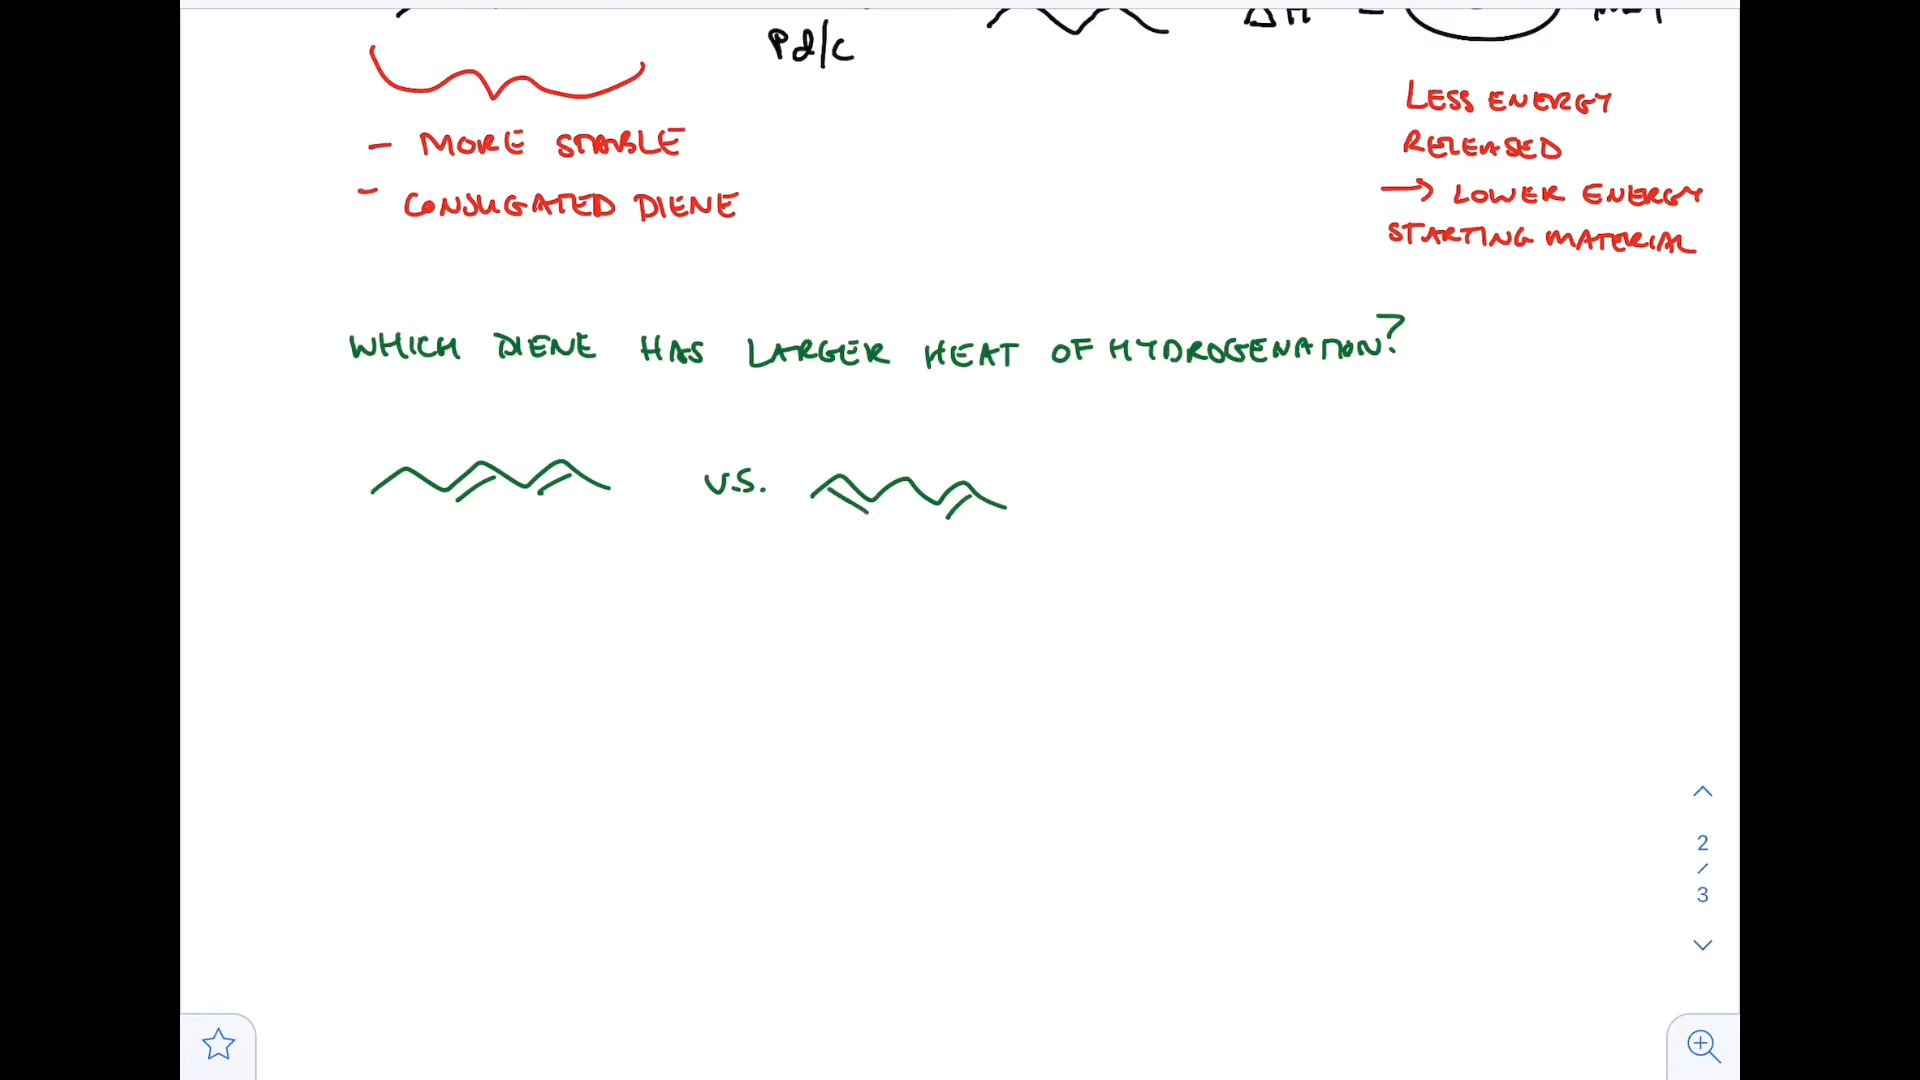 ΔH =
Pd/C
LESS ENERGY
RELEASED
→ LOWER ENERGY
STARTING MATERIAL
- MORE STABLE
- CONJUGATED DIENE
WHICH DIENE HAS LARGER HEAT OF HYDROGENATION?
V.S.
2
/
3